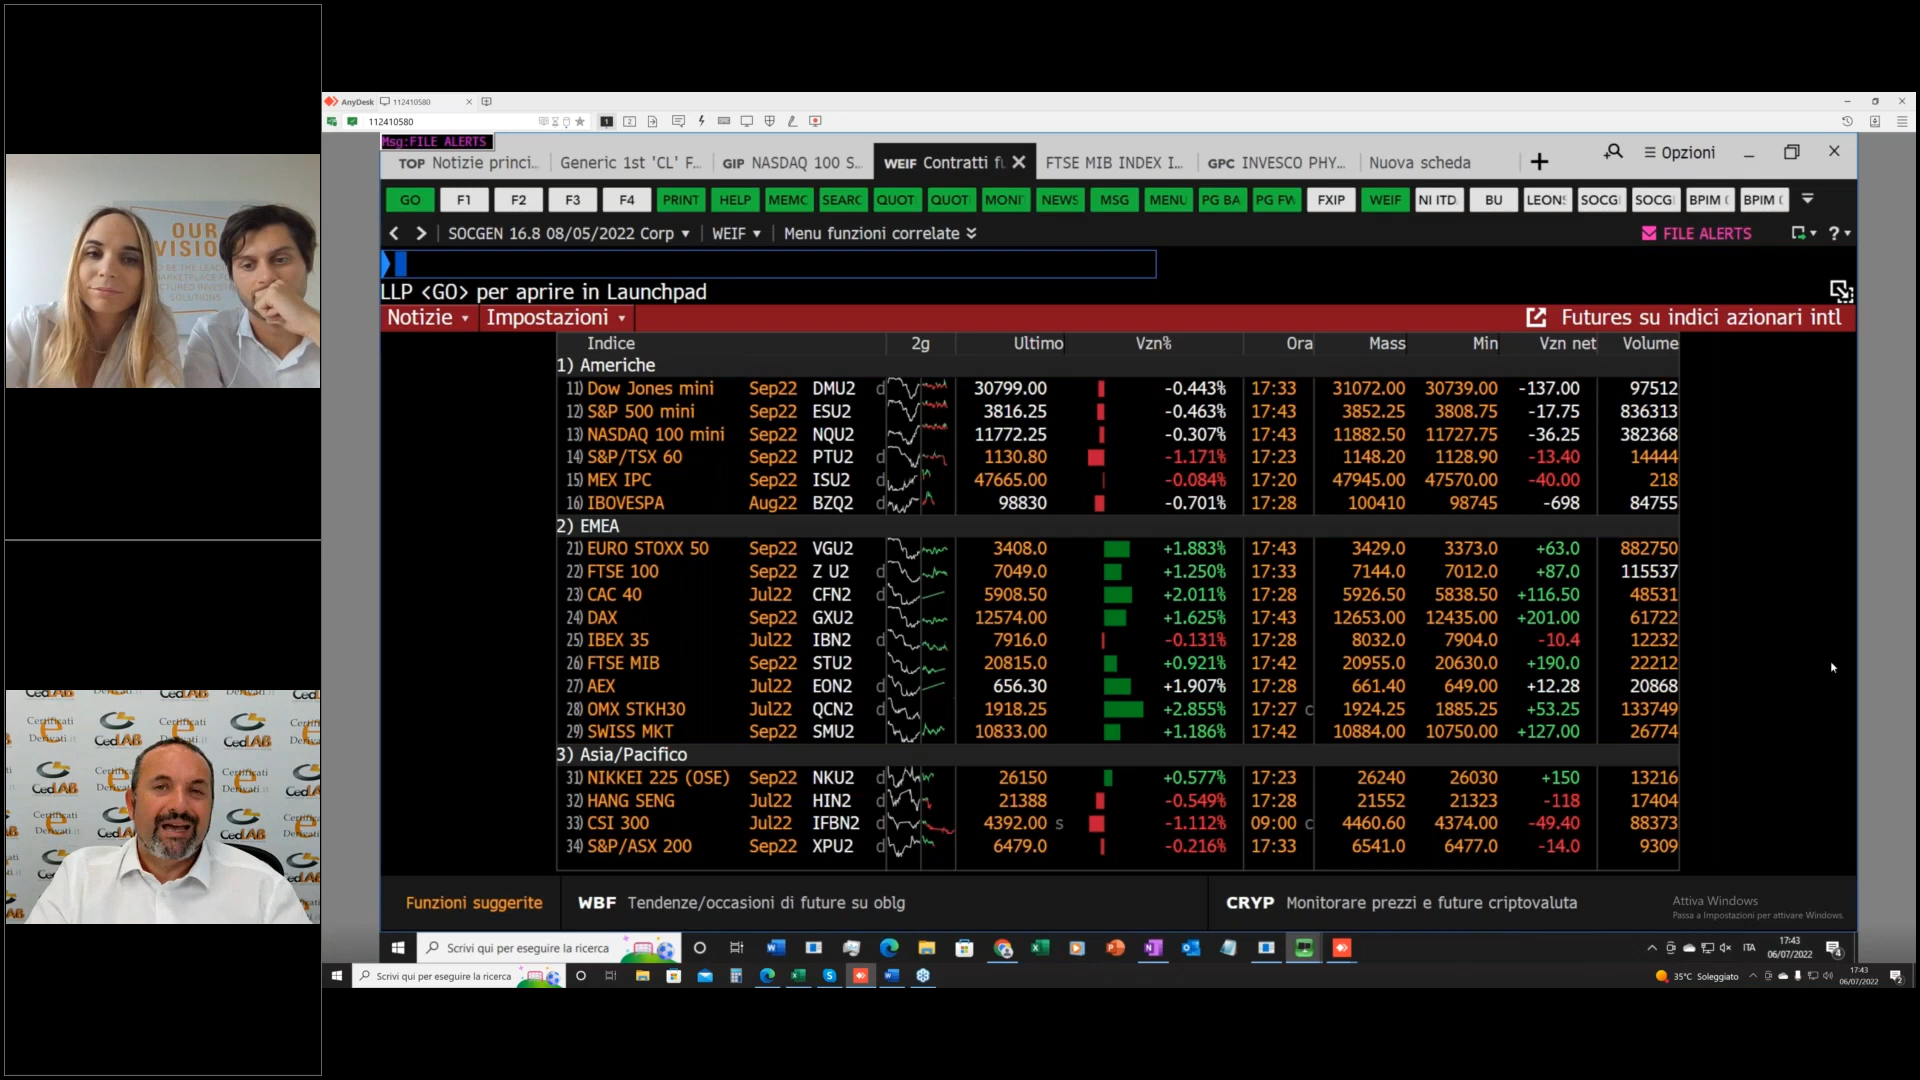 OUR
VISION
Certificati
Derivati.it
CedLAB
AnyDesk 112410580
112410580
Msg:FILE ALERTS
TOP Notizie princi... Generic 1st 'CL' F... GIP NASDAQ 100 S... WEIF Contratti fu FTSE MIB INDEX I... GPC INVESCO PHY... Nuova scheda
Opzioni
GO F1 F2 F3 F4 PRINT HELP MEMC SEARC QUOT QUOT MONI NEWS MSG MENU PG BA PG FW FXIP WEIF NI ITD BU LEON SOCG SOCG BPIM BPIM
SOCGEN 16.8 08/05/2022 Corp WEIF Menu funzioni correlate FILE ALERTS ?
LLP <GO> per aprire in Launchpad
Notizie Impostazioni Futures su indici azionari intl
Indice 2g Ultimo Vzn% Ora Mass Min Vzn net Volume
1) Americhe
11) Dow Jones mini Sep22 DMU2 d 30799.00 -0.443% 17:33 31072.00 30739.00 -137.00 97512
12) S&P 500 mini Sep22 ESU2 3816.25 -0.463% 17:43 3852.25 3808.75 -17.75 836313
13) NASDAQ 100 mini Sep22 NQU2 11772.25 -0.307% 17:43 11882.50 11727.75 -36.25 382368
14) S&P/TSX 60 Sep22 PTU2 d 1130.80 -1.171% 17:23 1148.20 1128.90 -13.40 14444
15) MEX IPC Sep22 ISU2 d 47665.00 -0.084% 17:20 47945.00 47570.00 -40.00 218
16) IBOVESPA Aug22 BZQ2 d 98830 -0.701% 17:28 100410 98745 -698 84755
2) EMEA
21) EURO STOXX 50 Sep22 VGU2 3408.0 +1.883% 17:43 3429.0 3373.0 +63.0 882750
22) FTSE 100 Sep22 Z U2 d 7049.0 +1.250% 17:33 7144.0 7012.0 +87.0 115537
23) CAC 40 Jul22 CFN2 d 5908.50 +2.011% 17:28 5926.50 5838.50 +116.50 48531
24) DAX Sep22 GXU2 12574.00 +1.625% 17:43 12653.00 12435.00 +201.00 61722
25) IBEX 35 Jul22 IBN2 d 7916.0 -0.131% 17:28 8032.0 7904.0 -10.4 12232
26) FTSE MIB Sep22 STU2 20815.0 +0.921% 17:42 20955.0 20630.0 +190.0 22212
27) AEX Jul22 EON2 d 656.30 +1.907% 17:28 661.40 649.00 +12.28 20868
28) OMX STKH30 Jul22 QCN2 d 1918.25 +2.855% 17:27 c 1924.25 1885.25 +53.25 133749
29) SWISS MKT Sep22 SMU2 10833.00 +1.186% 17:42 10884.00 10750.00 +127.00 26774
3) Asia/Pacifico
31) NIKKEI 225 (OSE) Sep22 NKU2 d 26150 +0.577% 17:23 26240 26030 +150 13216
32) HANG SENG Jul22 HIN2 d 21388 -0.549% 17:28 21552 21323 -118 17404
33) CSI 300 Jul22 IFBN2 d 4392.00 s -1.112% 09:00 c 4460.60 4374.00 -49.40 88373
34) S&P/ASX 200 Sep22 XPU2 d 6479.0 -0.216% 17:33 6541.0 6477.0 -14.0 9309
Funzioni suggerite WBF Tendenze/occasioni di future su oblg CRYP Monitorare prezzi e future criptovaluta
Attiva Windows
Passa a Impostazioni per attivare Windows.
Scrivi qui per eseguire la ricerca ITA 17:43
06/07/2022
Scrivi qui per eseguire la ricerca 35°C Soleggiato 17:43
06/07/2022